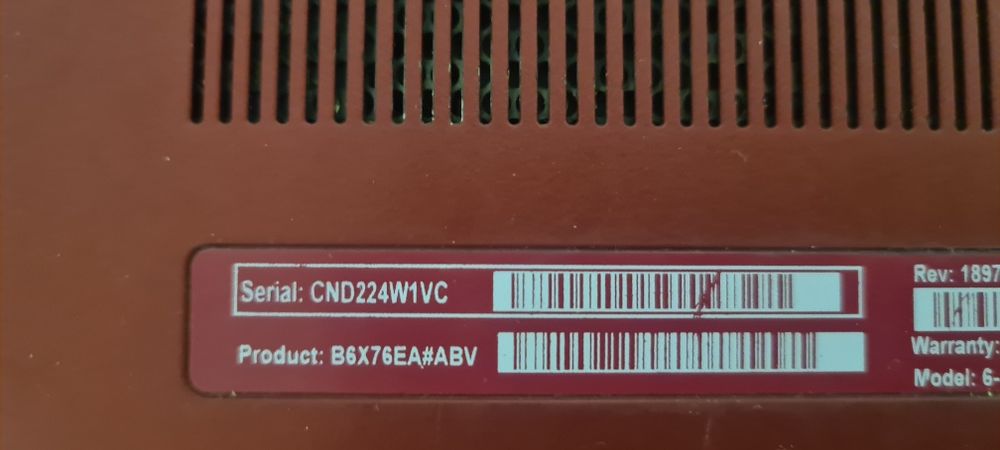 Serial: CND224W1VC
Product: B6X76EA#ABV
Rev: 1897
Warranty:
Model: 6-